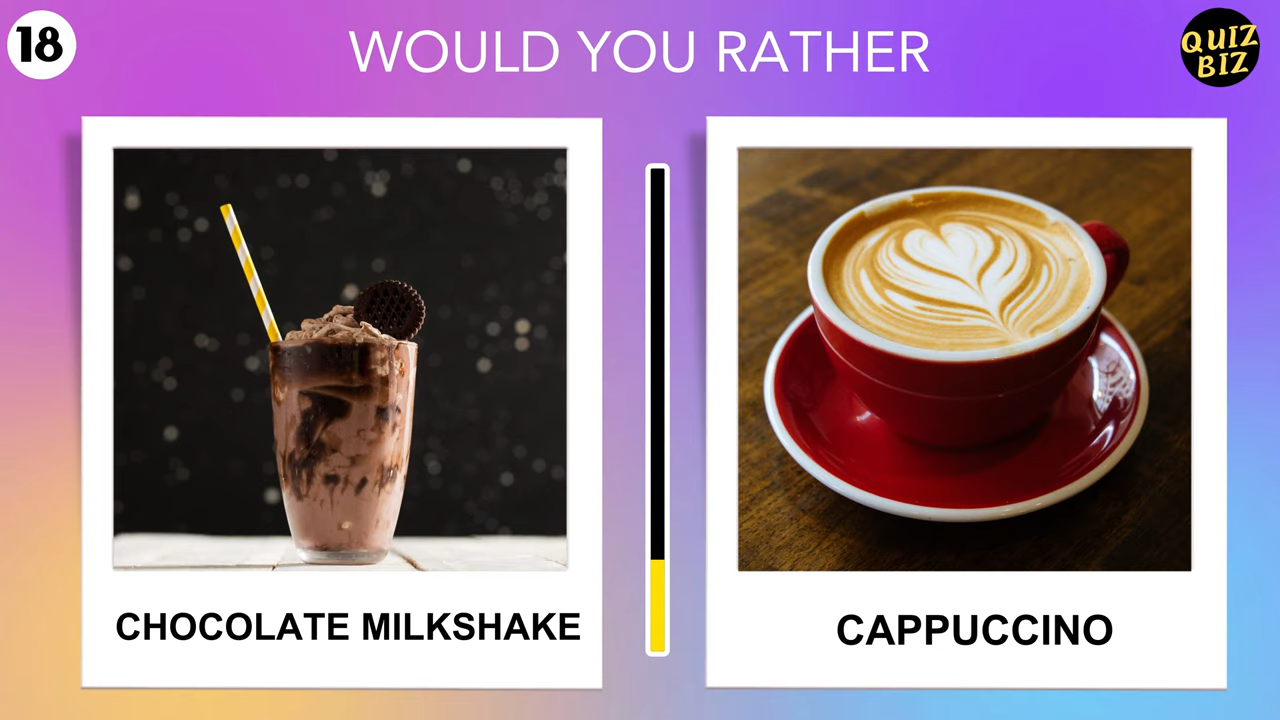 18
WOULD YOU RATHER
QUIZ
BIZ
CHOCOLATE MILKSHAKE
CAPPUCCINO